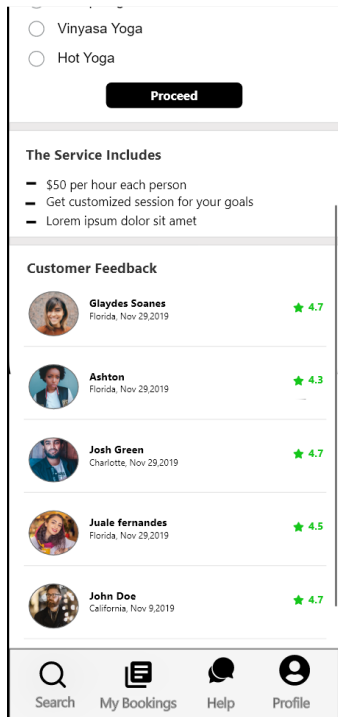 Vinyasa Yoga
Hot Yoga
Proceed
The Service Includes
$50 per hour each person
Get customized session for your goals
Lorem ipsum dolor sit amet
Customer Feedback
Glaydes Soanes
Florida, Nov 29,2019
4.7
Ashton
Florida, Nov 29,2019
4.3
Josh Green
Charlotte, Nov 29,2019
4.7
Juale fernandes
Florida, Nov 29,2019
4.5
John Doe
California, Nov 9,2019
4.7
Search
My Bookings
Help
Profile